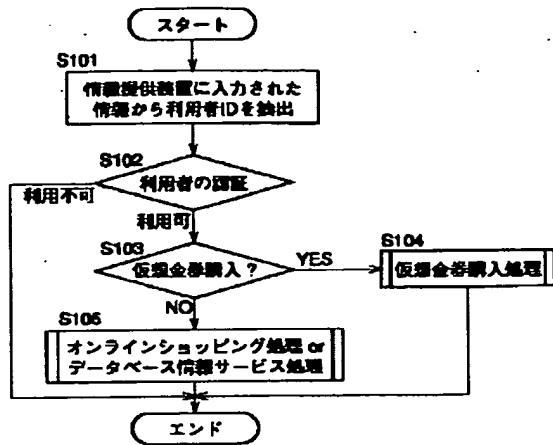 スタート
S101
情報提供装置に入力された
情報から利用者IDを抽出
S102
利用者の認証
利用不可
利用可
S103
仮想金券購入？
YES
S104
仮想金券購入処理
NO
S105
オンラインショッピング処理 or
データベース情報サービス処理
エンド